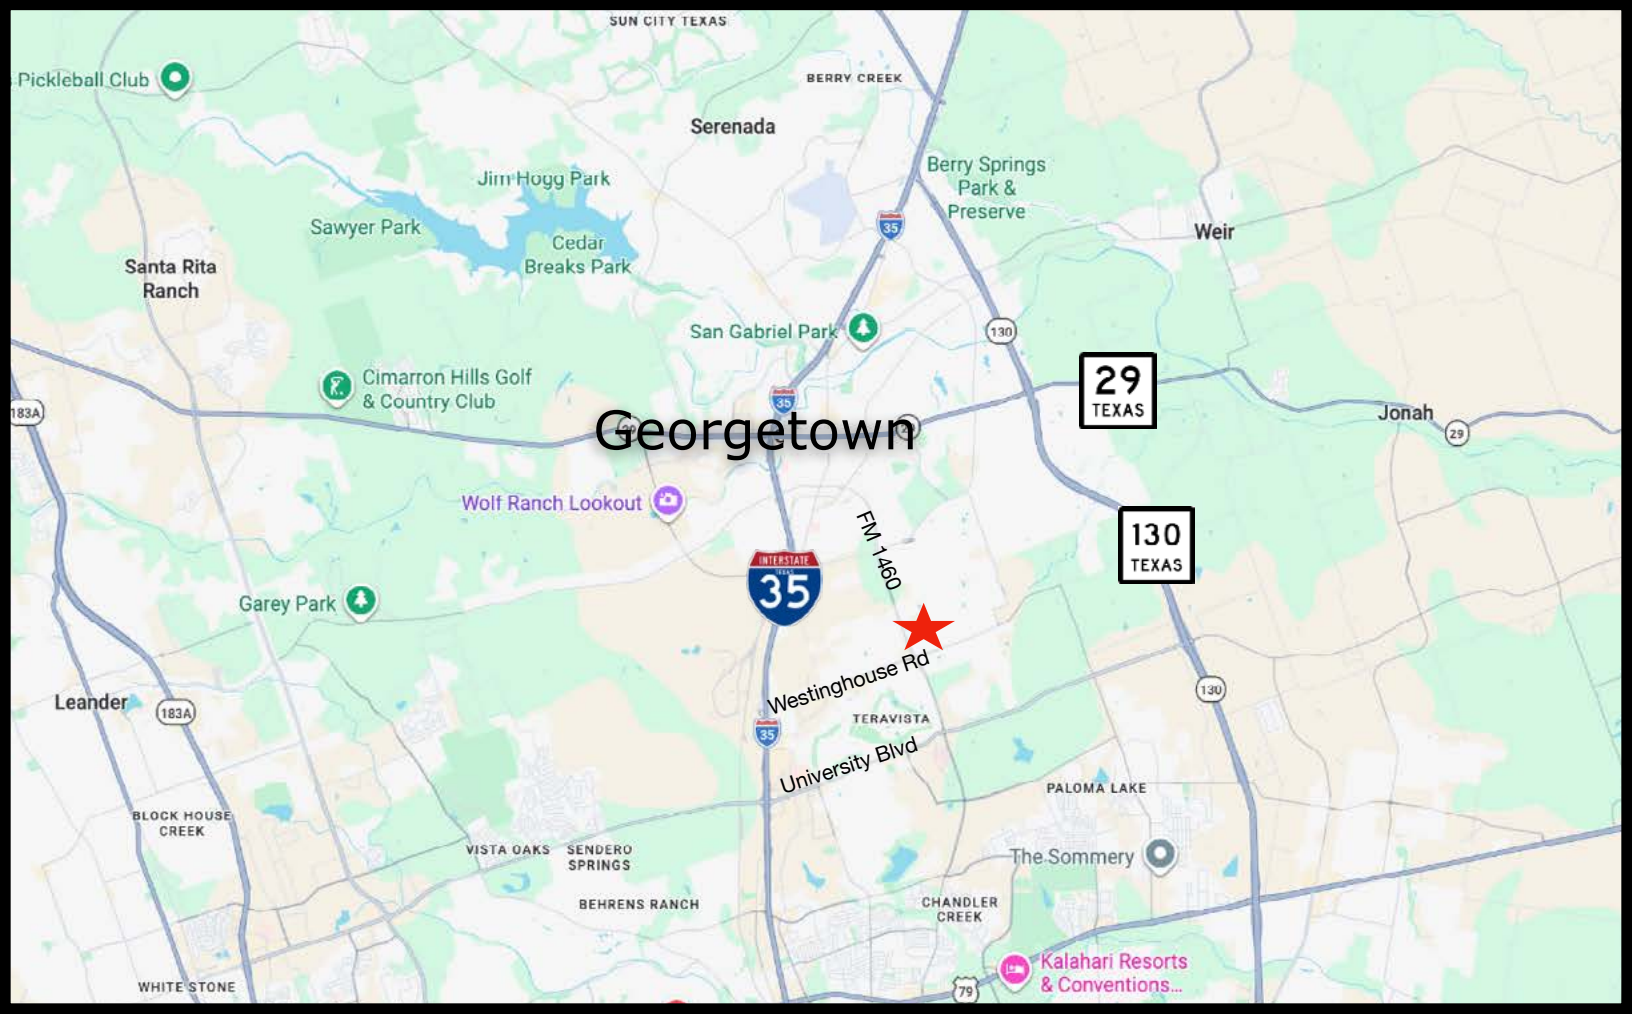 SUN CITY TEXAS
BERRY CREEK
Pickleball Club
Serenada
Berry Springs
Park &
Preserve
Jim Hogg Park
Sawyer Park
Cedar
Breaks Park
35
Weir
Santa Rita
Ranch
San Gabriel Park
130
Cimarron Hills Golf
& Country Club
35
29
TEXAS
183A
Jonah
29
29
29
Georgetown
Wolf Ranch Lookout
FM 1460
130
TEXAS
INTERSTATE
TEXAS
35
Garey Park
Westinghouse Rd
Leander
183A
130
TERAVISTA
35
University Blvd
PALOMA LAKE
BLOCK HOUSE
CREEK
VISTA OAKS
SENDERO
SPRINGS
The Sommery
BEHRENS RANCH
CHANDLER
CREEK
Kalahari Resorts
& Conventions...
WHITE STONE
79